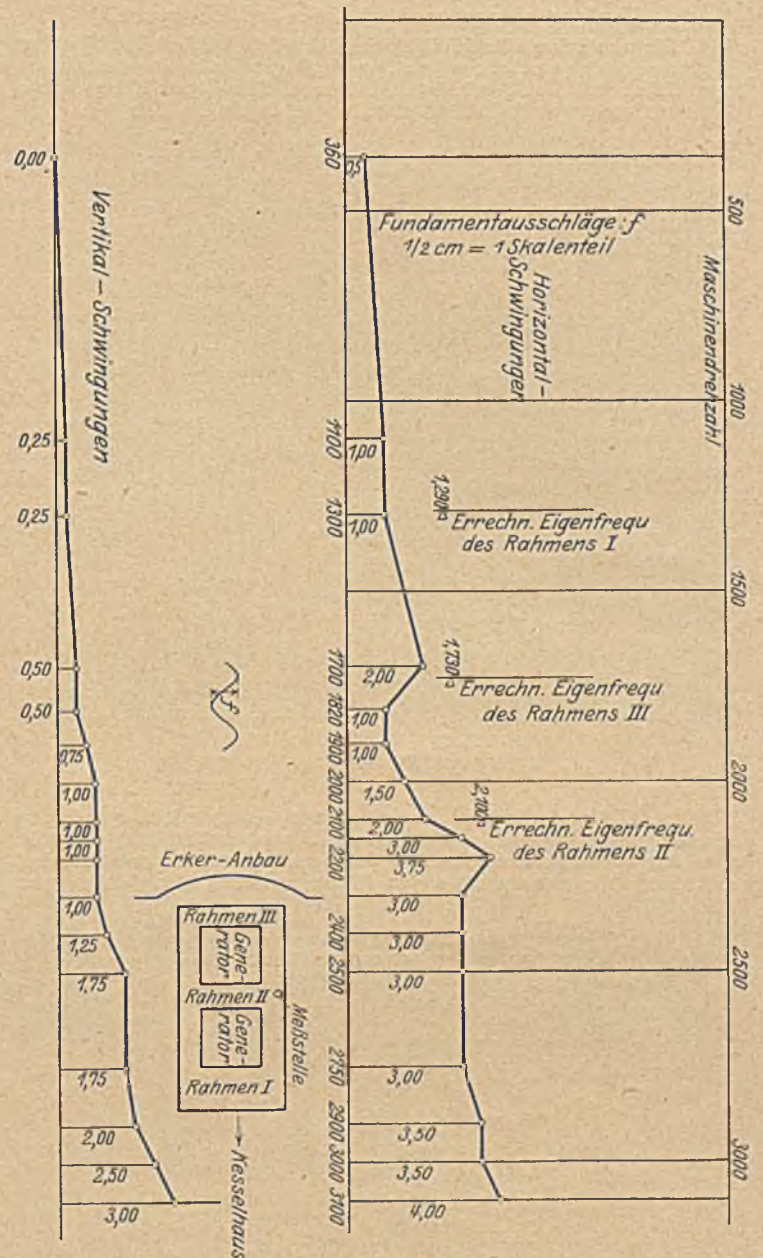 0,00
0,25
0,25
0,50
0,50
0,75
1,00
1,00
1,00
1,00
1,25
1,75
1,75
2,00
2,50
3,00
Vertikal – Schwingungen
f
Erker-Anbau
Rahmen III
Gene-
rator
Rahmen II
Gene-
rator
Rahmen I
Meßstelle
Kesselhaus
360
1100
1300
1700
1820
1900
2000
2100
2200
2400
2500
2750
2900
3000
3100
0,5
1,00
1,00
2,00
1,00
1,00
1,50
2,00
3,00
3,75
3,00
3,00
3,00
3,00
3,50
3,50
4,00
Fundamentausschläge: f
1/2 cm = 1 Skalenteil
Horizontal –
Schwingunger
Errechn. Eigenfrequ
des Rahmens I
Errechn. Eigenfrequ
des Rahmens III
Errechn. Eigenfrequ.
des Rahmens II
Maschinendrehzahl
500
1000
1500
2000
2500
3000